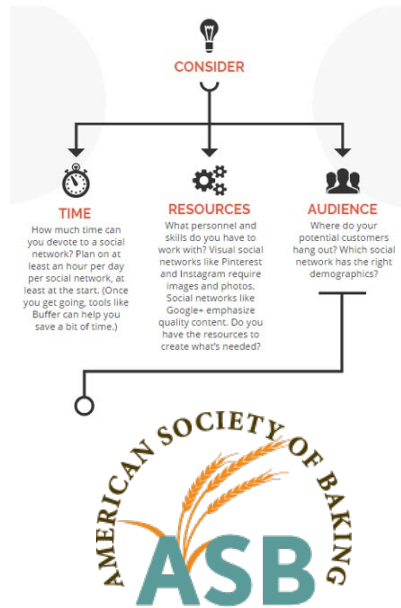 CONSIDER
TIME
How much time can
you devote to a social
network? Plan on at
least an hour per day
per social network, at
least at the start. (Once
you get going, tools like
Buffer can help you
save a bit of time.)
RESOURCES
What personnel and
skills do you have to
work with? Visual social
networks like Pinterest
and Instagram require
images and photos.
Social networks like
Google+ emphasize
quality content. Do you
have the resources to
create what's needed?
AUDIENCE
Where do your
potential customers
hang out? Which social
network has the right
demographics?
AMERICAN SOCIETY OF BAKING
ASB